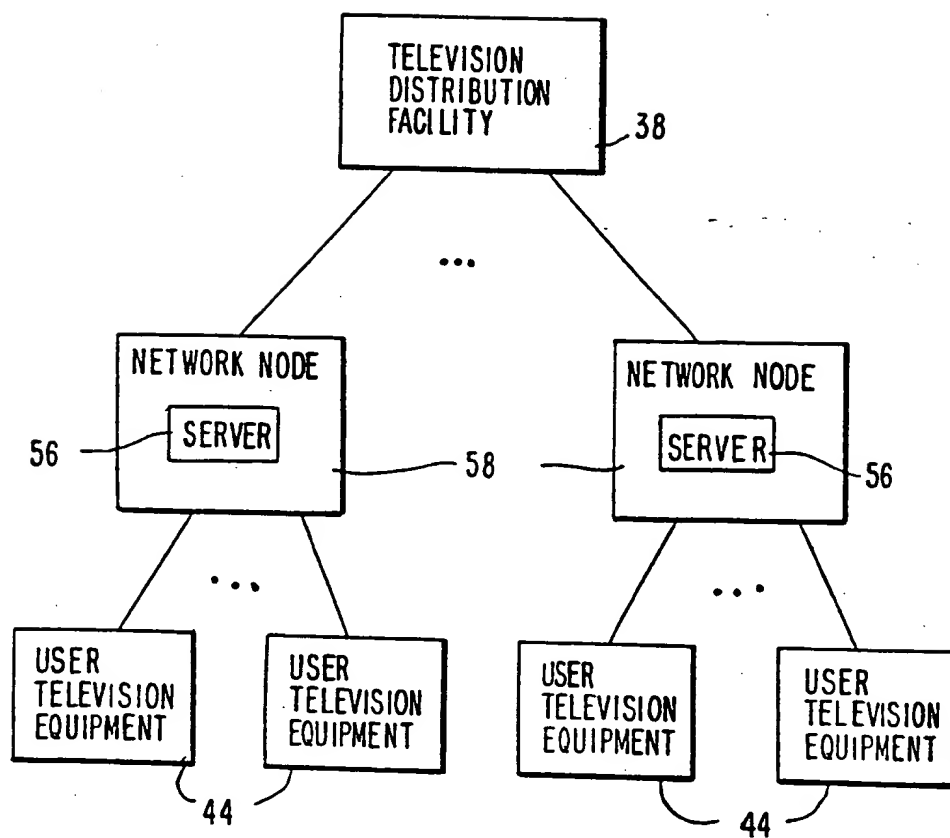 TELEVISION
DISTRIBUTION
FACILITY
38
...
NETWORK NODE
SERVER
56
58
NETWORK NODE
SERVER
56
...
...
USER
TELEVISION
EQUIPMENT
USER
TELEVISION
EQUIPMENT
44
USER
TELEVISION
EQUIPMENT
USER
TELEVISION
EQUIPMENT
44